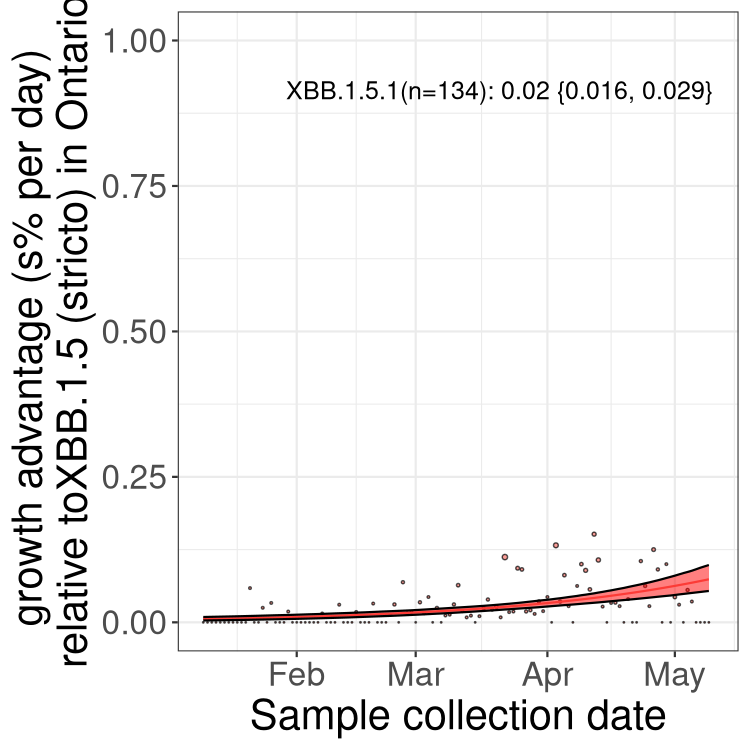 growth advantage (s% per day)
relative toXBB.1.5 (stricto) in Ontario
1.00
0.75
0.50
0.25
0.00
XBB.1.5.1(n=134): 0.02 {0.016, 0.029}
Feb Mar Apr May
Sample collection date